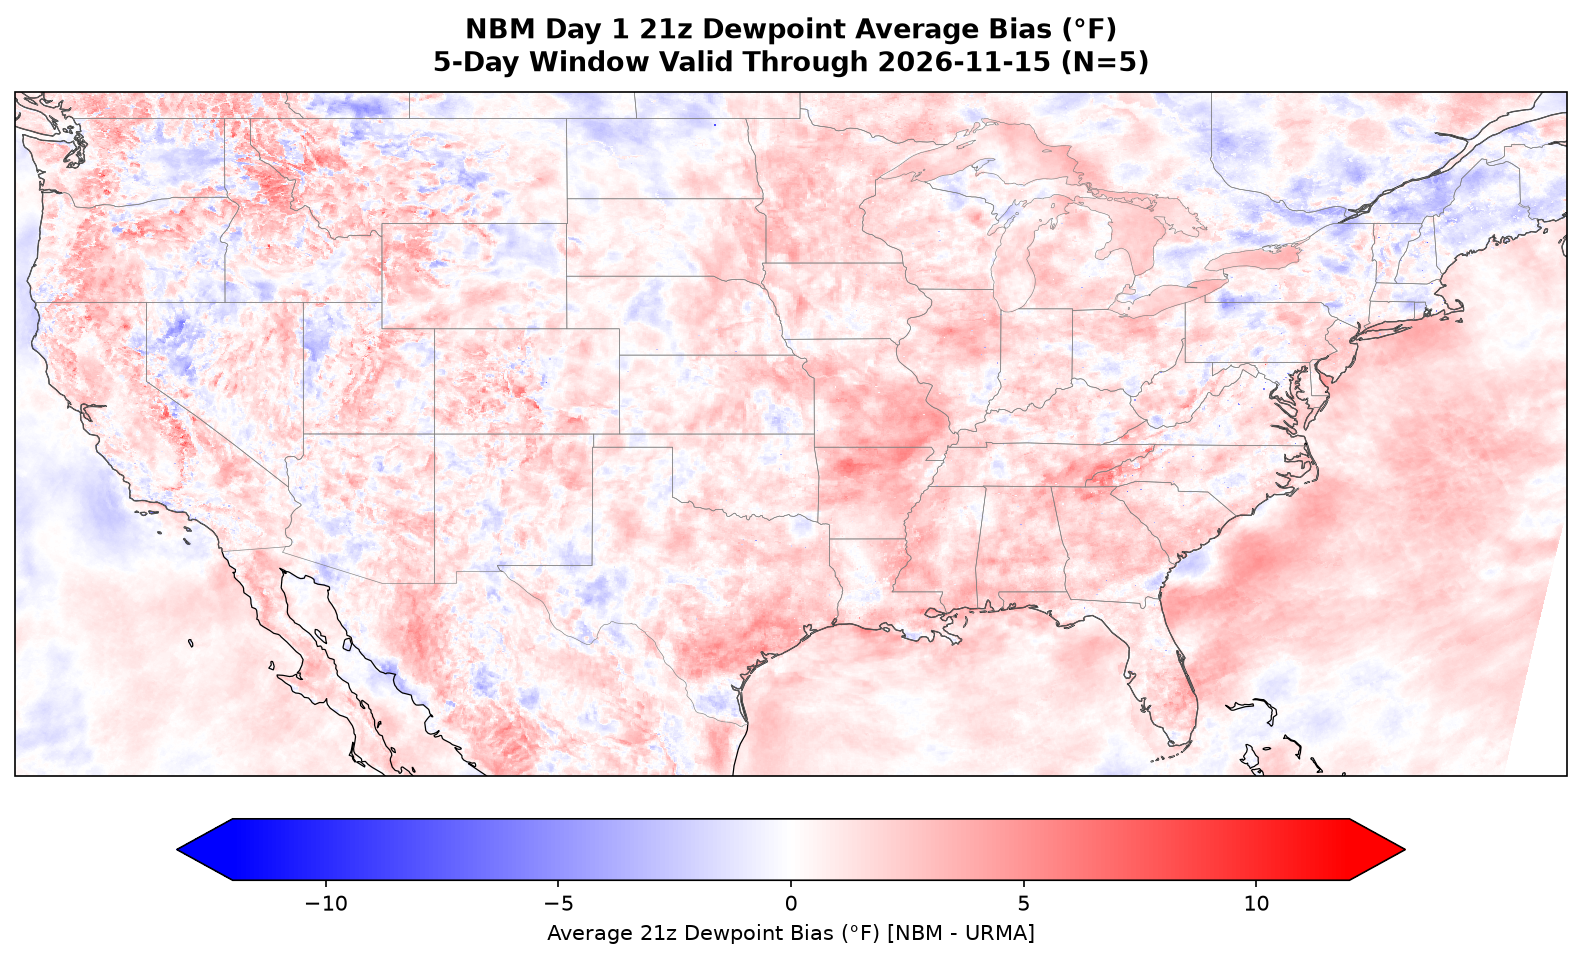 NBM Day 1 21z Dewpoint Average Bias (°F)
5-Day Window Valid Through 2026-11-15 (N=5)
−10 −5 0 5 10
Average 21z Dewpoint Bias (°F) [NBM - URMA]